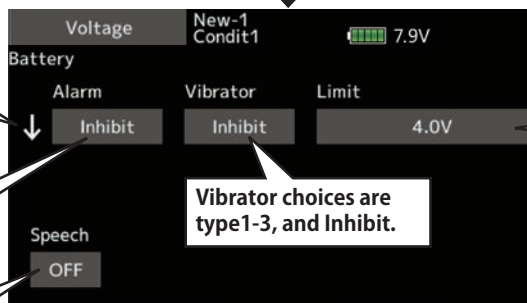 Voltage
New-1
Condit1
7.9V
Battery
Alarm
Vibrator
Limit
↓
Inhibit
Inhibit
4.0V
Vibrator choices are
type1-3, and Inhibit.
Speech
OFF